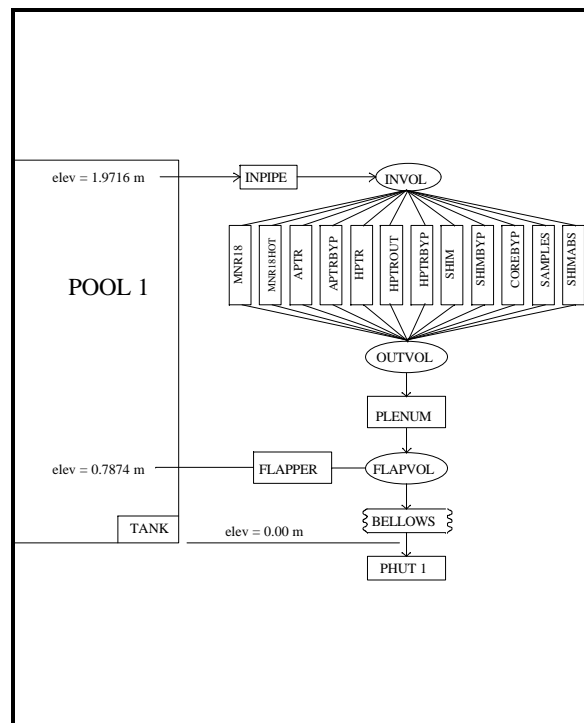 elev = 1.9716 m
INPIPE
INVOL
MNR18
MNR18HOT
APTR
APTRBYP
HPTR
HPTROUT
HPTRBYP
SHIM
SHIMBYP
COREBYP
SAMPLES
SHIMABS
POOL 1
OUTVOL
PLENUM
elev = 0.7874 m
FLAPPER
FLAPVOL
TANK
BELLOWS
elev = 0.00 m
PHUT 1